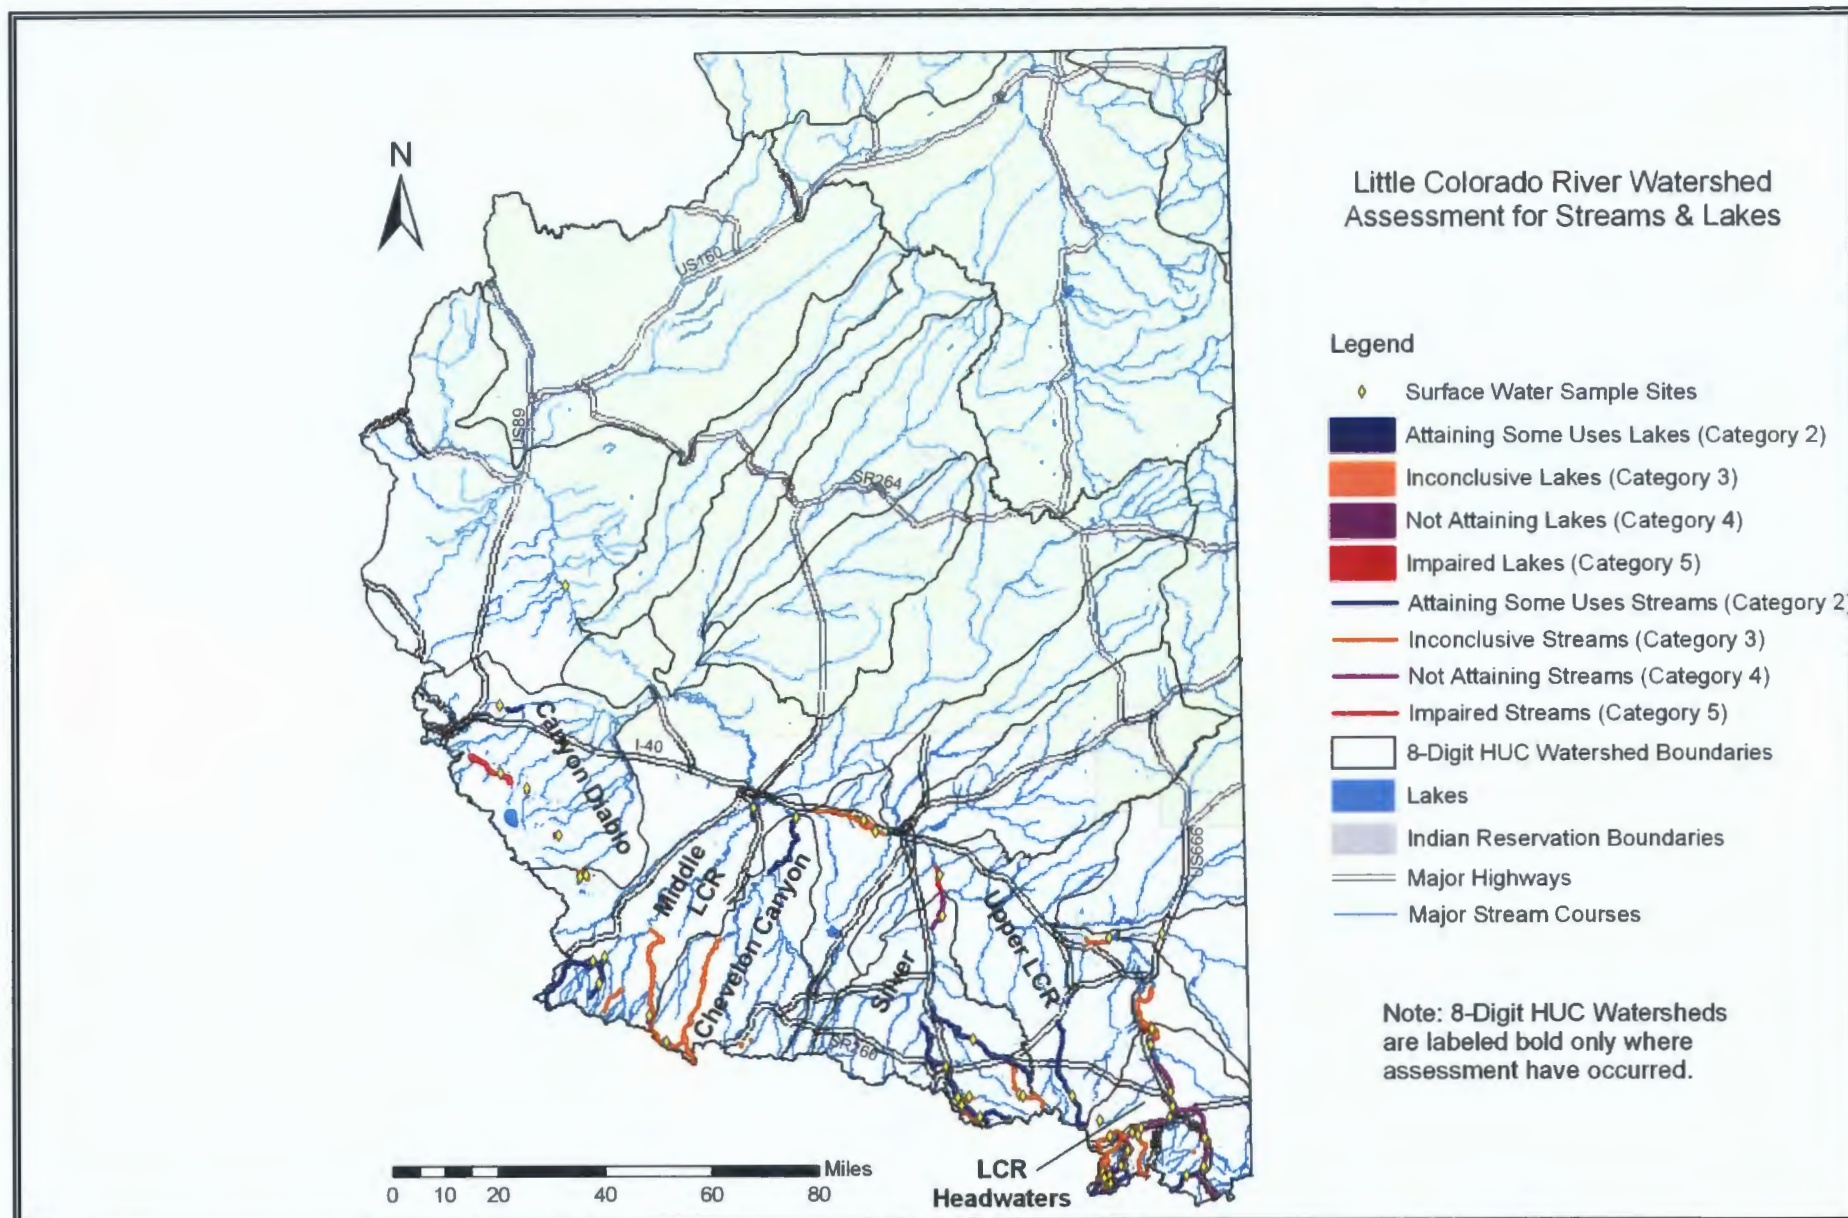 Little Colorado River Watershed
Assessment for Streams & Lakes
N
Legend
Surface Water Sample Sites
Attaining Some Uses Lakes (Category 2)
Inconclusive Lakes (Category 3)
Not Attaining Lakes (Category 4)
Impaired Lakes (Category 5)
Attaining Some Uses Streams (Category 2)
Inconclusive Streams (Category 3)
Not Attaining Streams (Category 4)
Impaired Streams (Category 5)
8-Digit HUC Watershed Boundaries
Lakes
Indian Reservation Boundaries
Major Highways
Major Stream Courses
Note: 8-Digit HUC Watersheds
are labeled bold only where
assessment have occurred.
US160
US89
SR264
I-40
US666
SR260
Canyon Diablo
Middle
LCR
Chevelon Canyon
Silver
Upper LCR
LCR
Headwaters
0 10 20 40 60 80
Miles